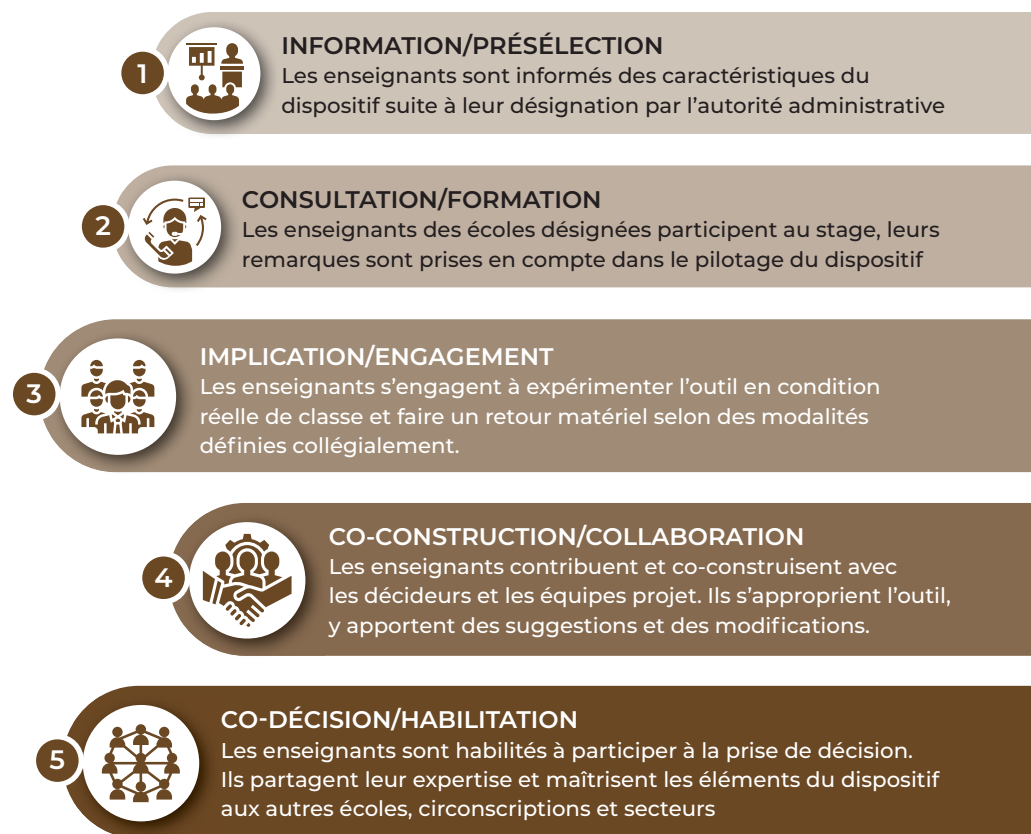 1
INFORMATION/PRÉSÉLECTION
Les enseignants sont informés des caractéristiques du
dispositif suite à leur désignation par l’autorité administrative
2
CONSULTATION/FORMATION
Les enseignants des écoles désignées participent au stage, leurs
remarques sont prises en compte dans le pilotage du dispositif
3
IMPLICATION/ENGAGEMENT
Les enseignants s’engagent à expérimenter l’outil en condition
réelle de classe et faire un retour matériel selon des modalités
définies collégialement.
4
CO-CONSTRUCTION/COLLABORATION
Les enseignants contribuent et co-construisent avec
les décideurs et les équipes projet. Ils s’approprient l’outil,
y apportent des suggestions et des modifications.
5
CO-DÉCISION/HABILITATION
Les enseignants sont habilités à participer à la prise de décision.
Ils partagent leur expertise et maîtrisent les éléments du dispositif
aux autres écoles, circonscriptions et secteurs